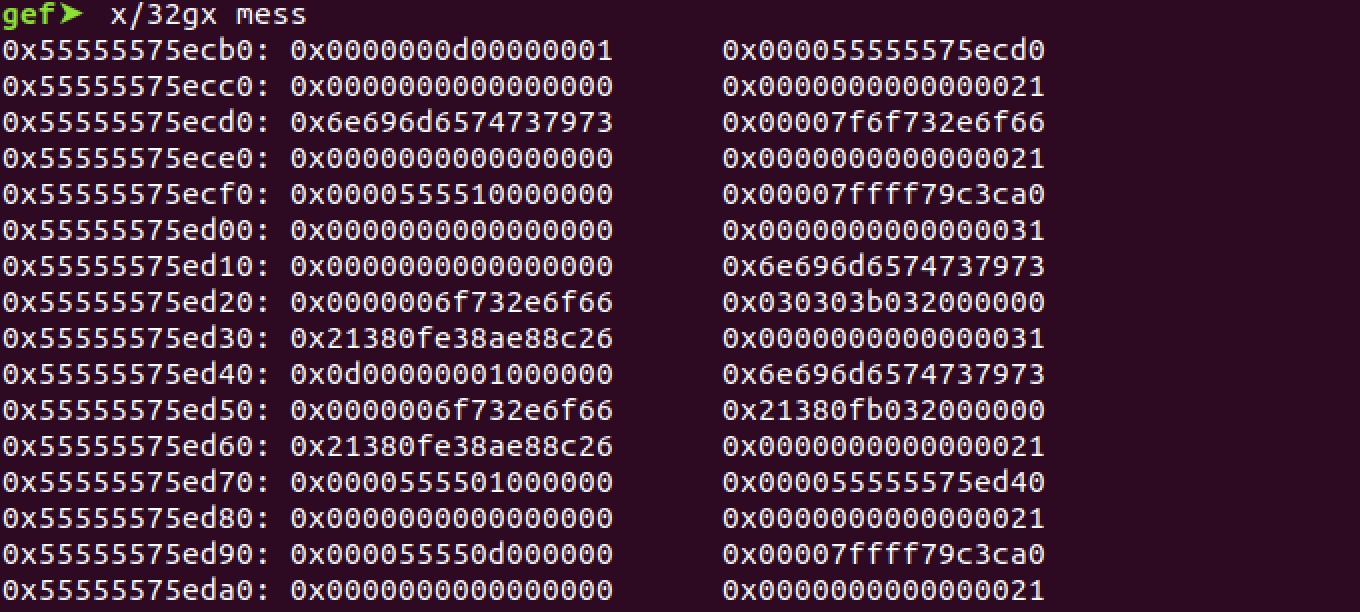 gef➤ x/32gx mess
0x55555575ecb0: 0x0000000d00000001 0x000055555575ecd0
0x55555575ecc0: 0x0000000000000000 0x0000000000000021
0x55555575ecd0: 0x6e696d6574737973 0x00007f6f732e6f66
0x55555575ece0: 0x0000000000000000 0x0000000000000021
0x55555575ecf0: 0x0000555510000000 0x00007ffff79c3ca0
0x55555575ed00: 0x0000000000000000 0x0000000000000031
0x55555575ed10: 0x0000000000000000 0x6e696d6574737973
0x55555575ed20: 0x0000006f732e6f66 0x030303b032000000
0x55555575ed30: 0x21380fe38ae88c26 0x0000000000000031
0x55555575ed40: 0x0d00000001000000 0x6e696d6574737973
0x55555575ed50: 0x0000006f732e6f66 0x21380fb032000000
0x55555575ed60: 0x21380fe38ae88c26 0x0000000000000021
0x55555575ed70: 0x0000555501000000 0x000055555575ed40
0x55555575ed80: 0x0000000000000000 0x0000000000000021
0x55555575ed90: 0x000055550d000000 0x00007ffff79c3ca0
0x55555575eda0: 0x0000000000000000 0x0000000000000021